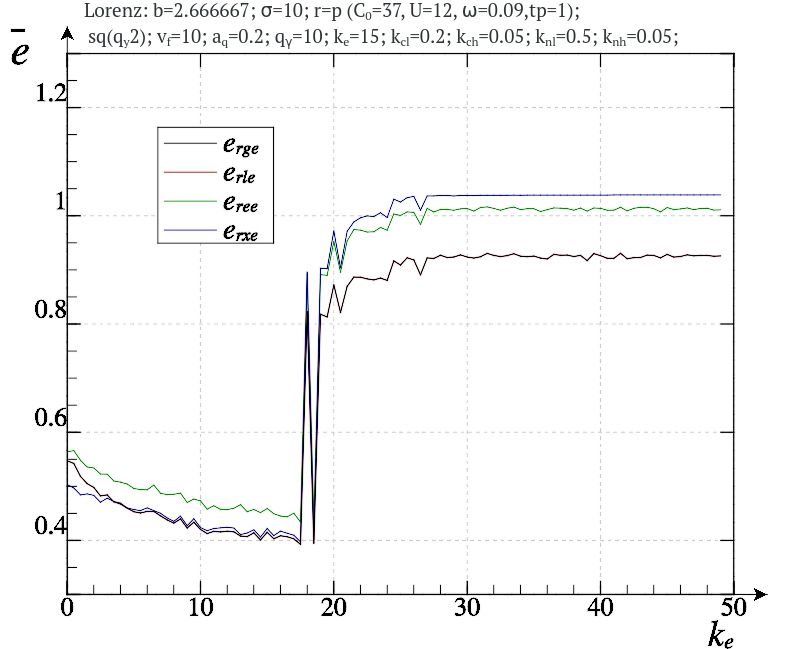 Lorenz: b=2.666667; σ=10; r=p (C₀=37, U=12, ω=0.09,tp=1);
sq(qᵧ2); v_f=10; a_q=0.2; q_γ=10; k_e=15; k_cl=0.2; k_ch=0.05; k_nl=0.5; k_nh=0.05;
e̅
1.2
1
0.8
0.6
0.4
e_rge
e_rle
e_ree
e_rxe
0 10 20 30 40 50
k_e